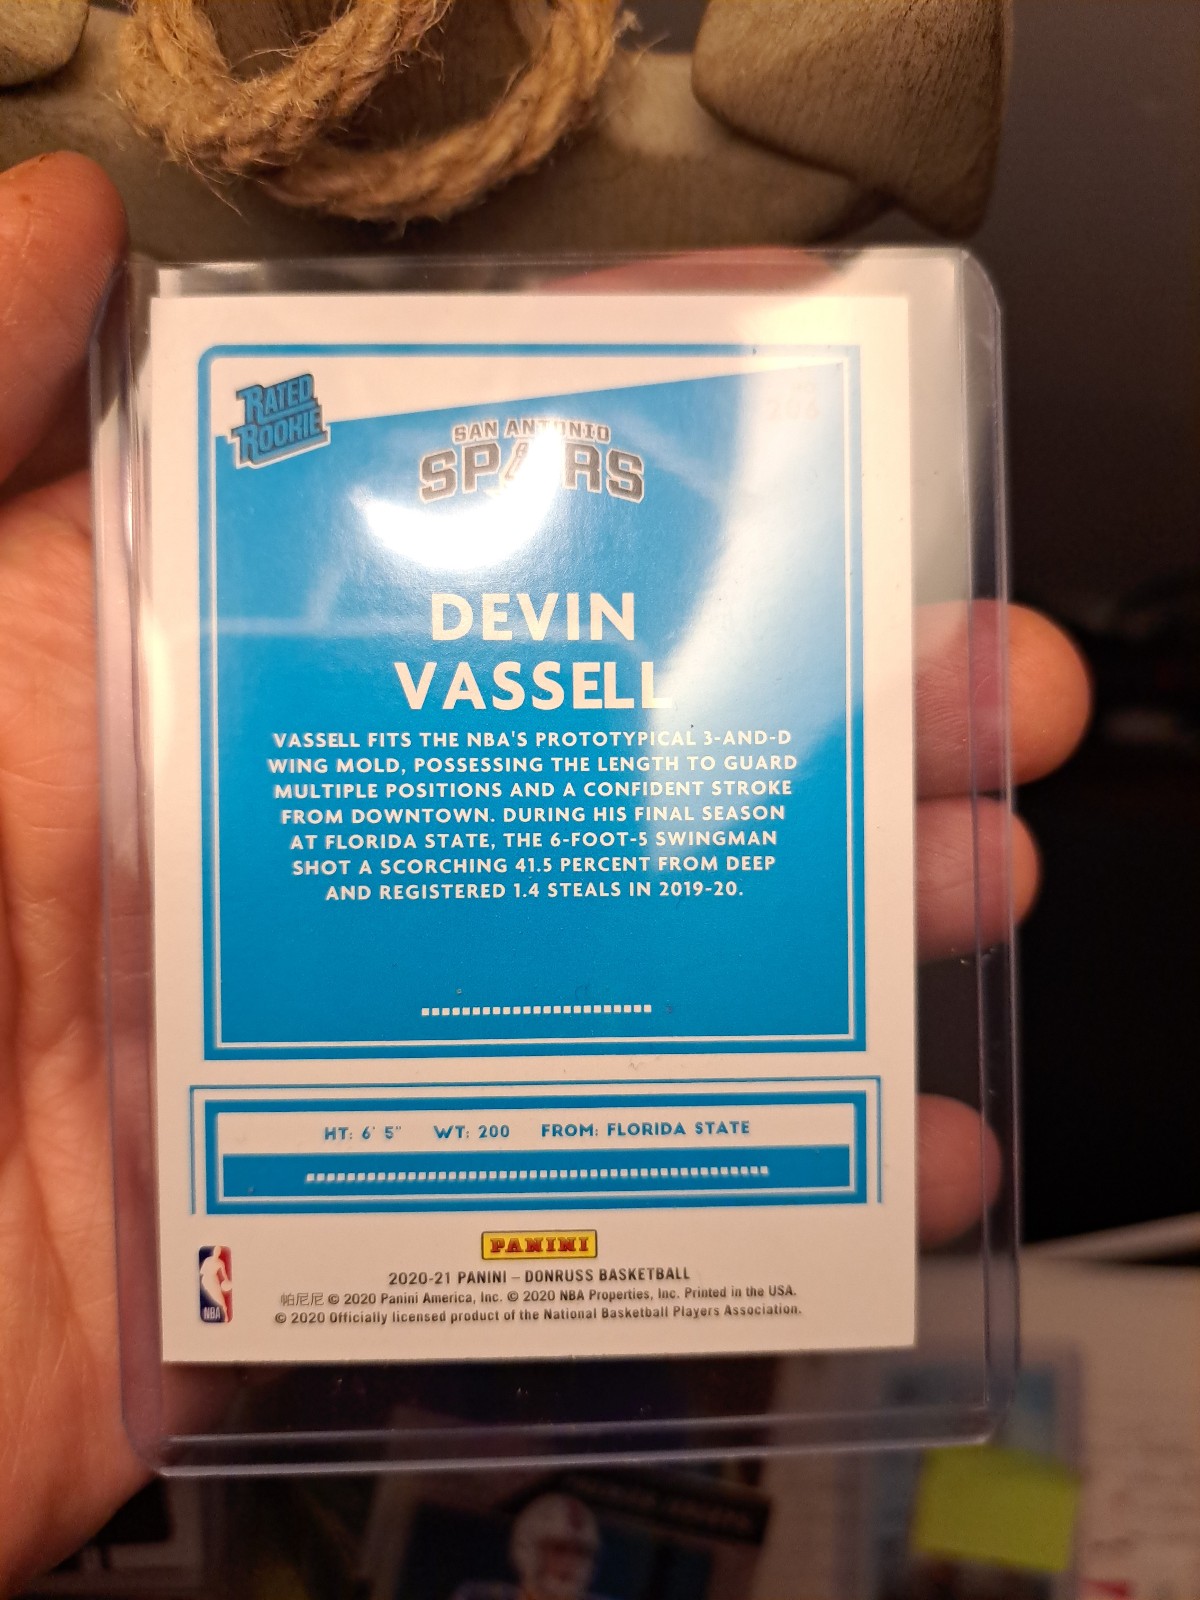 RATED
ROOKIE
206
SAN ANTONIO
SPURS
DEVIN
VASSELL
VASSELL FITS THE NBA'S PROTOTYPICAL 3-AND-D
WING MOLD, POSSESSING THE LENGTH TO GUARD
MULTIPLE POSITIONS AND A CONFIDENT STROKE
FROM DOWNTOWN. DURING HIS FINAL SEASON
AT FLORIDA STATE, THE 6-FOOT-5 SWINGMAN
SHOT A SCORCHING 41.5 PERCENT FROM DEEP
AND REGISTERED 1.4 STEALS IN 2019-20.
HT: 6' 5" WT: 200 FROM: FLORIDA STATE
PANINI
NBA
2020-21 PANINI – DONRUSS BASKETBALL
帕尼尼 © 2020 Panini America, Inc. © 2020 NBA Properties, Inc. Printed in the USA.
© 2020 Officially licensed product of the National Basketball Players Association.